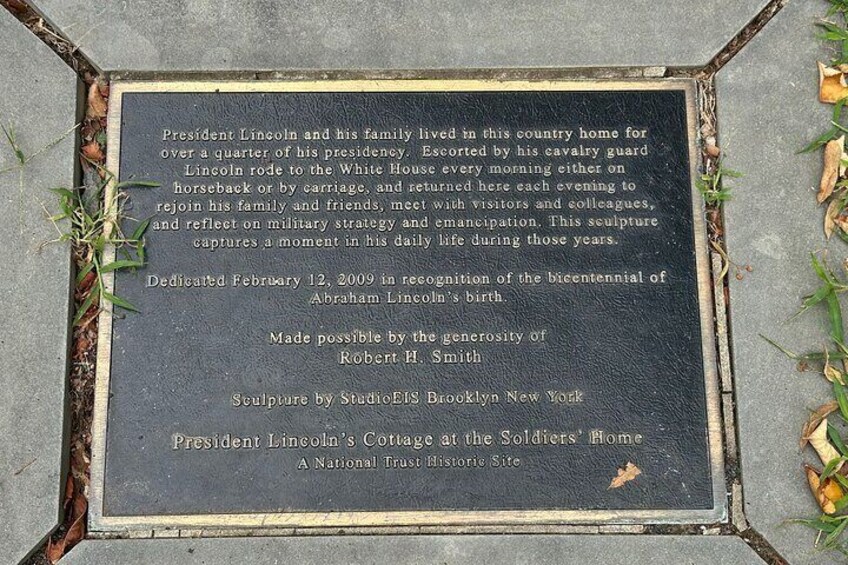 President Lincoln and his family lived in this country home for
over a quarter of his presidency. Escorted by his cavalry guard
Lincoln rode to the White House every morning either on
horseback or by carriage, and returned here each evening to
rejoin his family and friends, meet with visitors and colleagues,
and reflect on military strategy and emancipation. This sculpture
captures a moment in his daily life during those years.
Dedicated February 12, 2009 in recognition of the bicentennial of
Abraham Lincoln's birth.
Made possible by the generosity of
Robert H. Smith
Sculpture by StudioEIS Brooklyn New York
President Lincoln's Cottage at the Soldiers' Home
A National Trust Historic Site